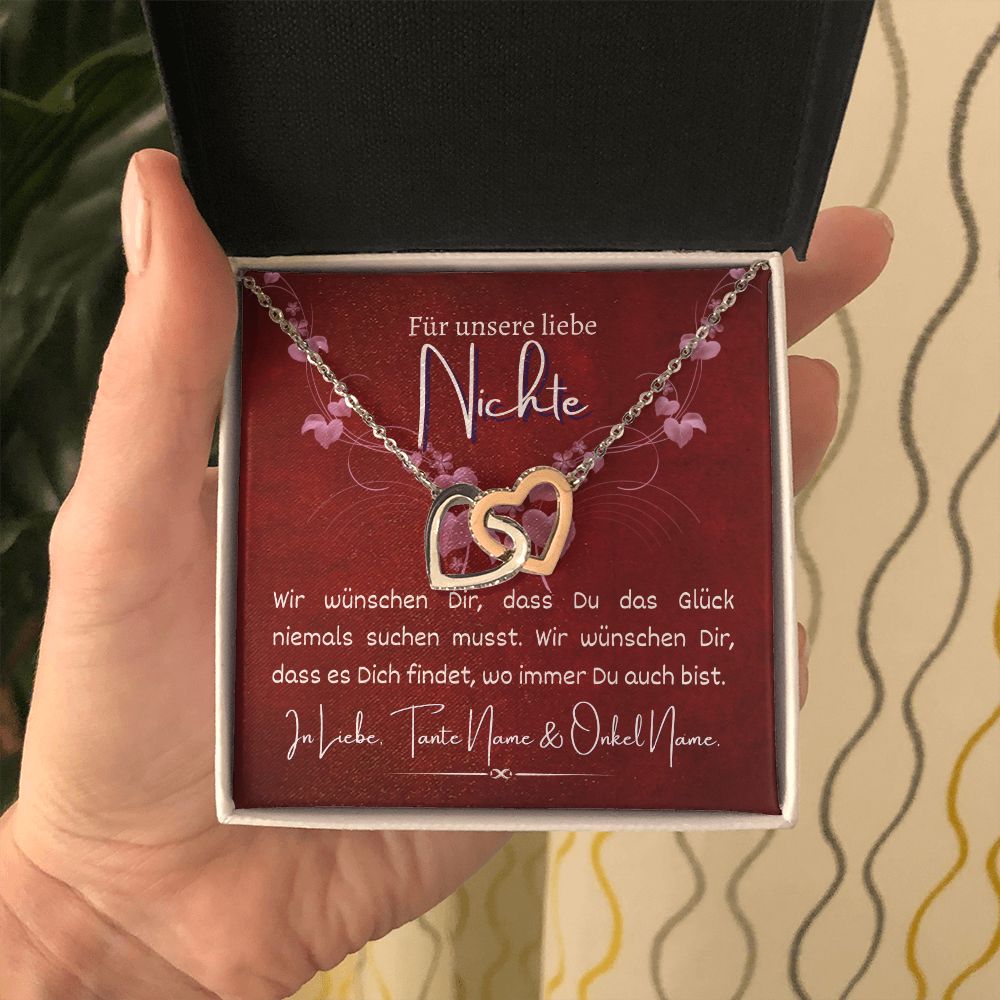 Für unsere liebe
Nichte
Wir wünschen Dir, dass Du das Glück
niemals suchen musst. Wir wünschen Dir,
dass es Dich findet, wo immer Du auch bist.
In Liebe, Tante Name & Onkel Name.